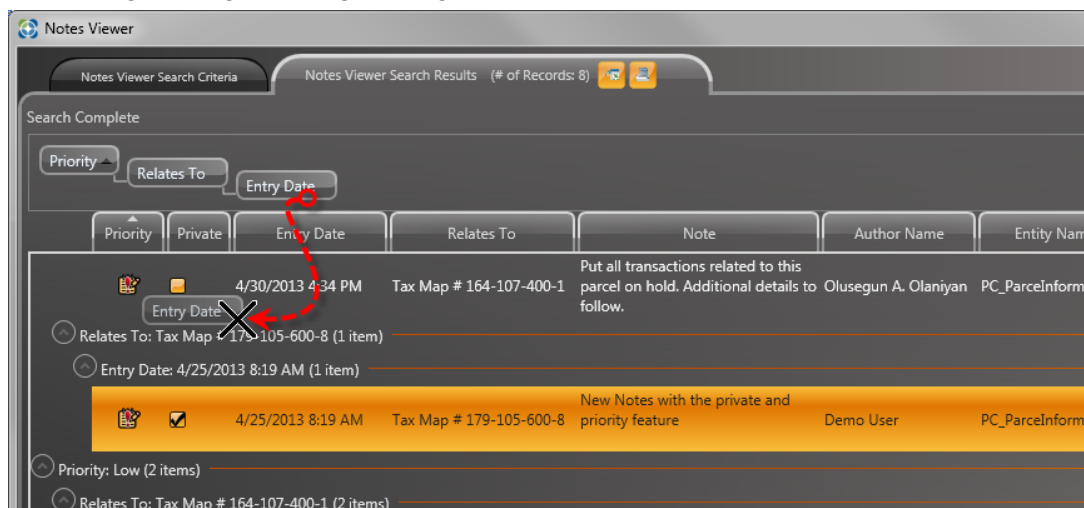 Notes Viewer
Notes Viewer Search Criteria
Notes Viewer Search Results (# of Records: 8)
Search Complete
Priority
Relates To
Entry Date
Priority Private Entry Date Relates To Note Author Name Entity Nam
4/30/2013 4:34 PM Tax Map # 164-107-400-1 Put all transactions related to this
parcel on hold. Additional details to
follow. Olusegun A. Olaniyan PC_ParceInform
Entry Date
Relates To: Tax Map # 179-105-600-8 (1 item)
Entry Date: 4/25/2013 8:19 AM (1 item)
4/25/2013 8:19 AM Tax Map # 179-105-600-8 New Notes with the private and
priority feature Demo User PC_ParceInform
Priority: Low (2 items)
Relates To: Tax Map # 164-107-400-1 (2 items)